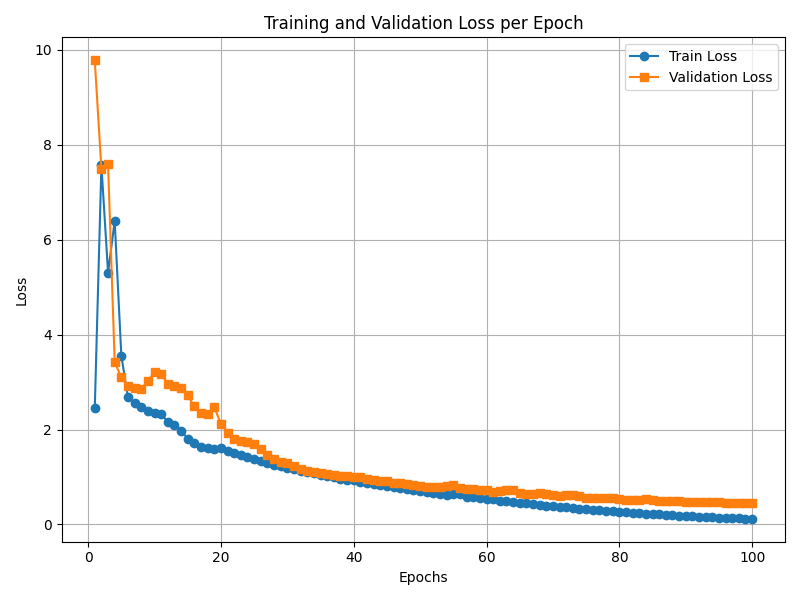 Training and Validation Loss per Epoch
Train Loss
Validation Loss
10
8
6
4
2
0
Loss
0 20 40 60 80 100
Epochs